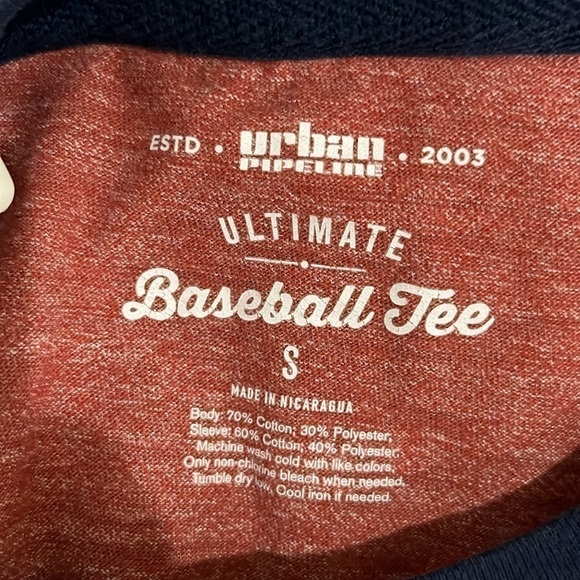 ESTD • urban PIPELINE • 2003
ULTIMATE
Baseball Tee
S
MADE IN NICARAGUA
Body: 70% Cotton; 30% Polyester;
Sleeve: 60% Cotton; 40% Polyester;
Machine wash cold with like colors.
Only non-chlorine bleach when needed.
Tumble dry low. Cool iron if needed.